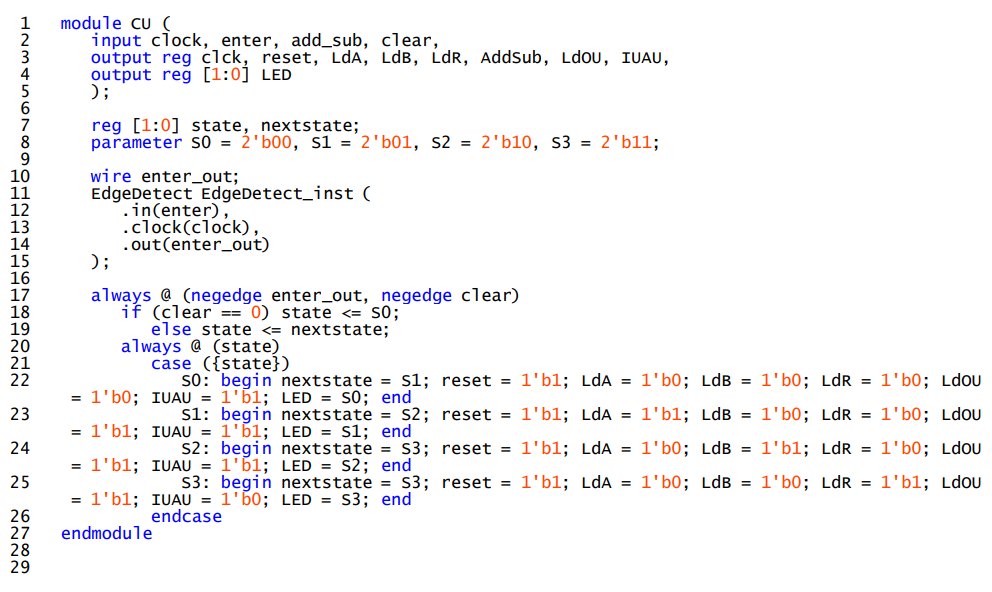 1 module CU (
2 input clock, enter, add_sub, clear,
3 output reg clck, reset, LdA, LdB, LdR, AddSub, LdOU, IUAU,
4 output reg [1:0] LED
5 );
6
7 reg [1:0] state, nextstate;
8 parameter S0 = 2'b00, S1 = 2'b01, S2 = 2'b10, S3 = 2'b11;
9
10 wire enter_out;
11 EdgeDetect EdgeDetect_inst (
12 .in(enter),
13 .clock(clock),
14 .out(enter_out)
15 );
16
17 always @ (negedge enter_out, negedge clear)
18 if (clear == 0) state <= S0;
19 else state <= nextstate;
20 always @ (state)
21 case ({state})
22 S0: begin nextstate = S1; reset = 1'b1; LdA = 1'b0; LdB = 1'b0; LdR = 1'b0; LdOU
= 1'b0; IUAU = 1'b1; LED = S0; end
23 S1: begin nextstate = S2; reset = 1'b1; LdA = 1'b1; LdB = 1'b0; LdR = 1'b0; LdOU
= 1'b1; IUAU = 1'b1; LED = S1; end
24 S2: begin nextstate = S3; reset = 1'b1; LdA = 1'b0; LdB = 1'b1; LdR = 1'b0; LdOU
= 1'b1; IUAU = 1'b1; LED = S2; end
25 S3: begin nextstate = S3; reset = 1'b1; LdA = 1'b0; LdB = 1'b0; LdR = 1'b1; LdOU
= 1'b1; IUAU = 1'b0; LED = S3; end
26 endcase
27 endmodule
28
29